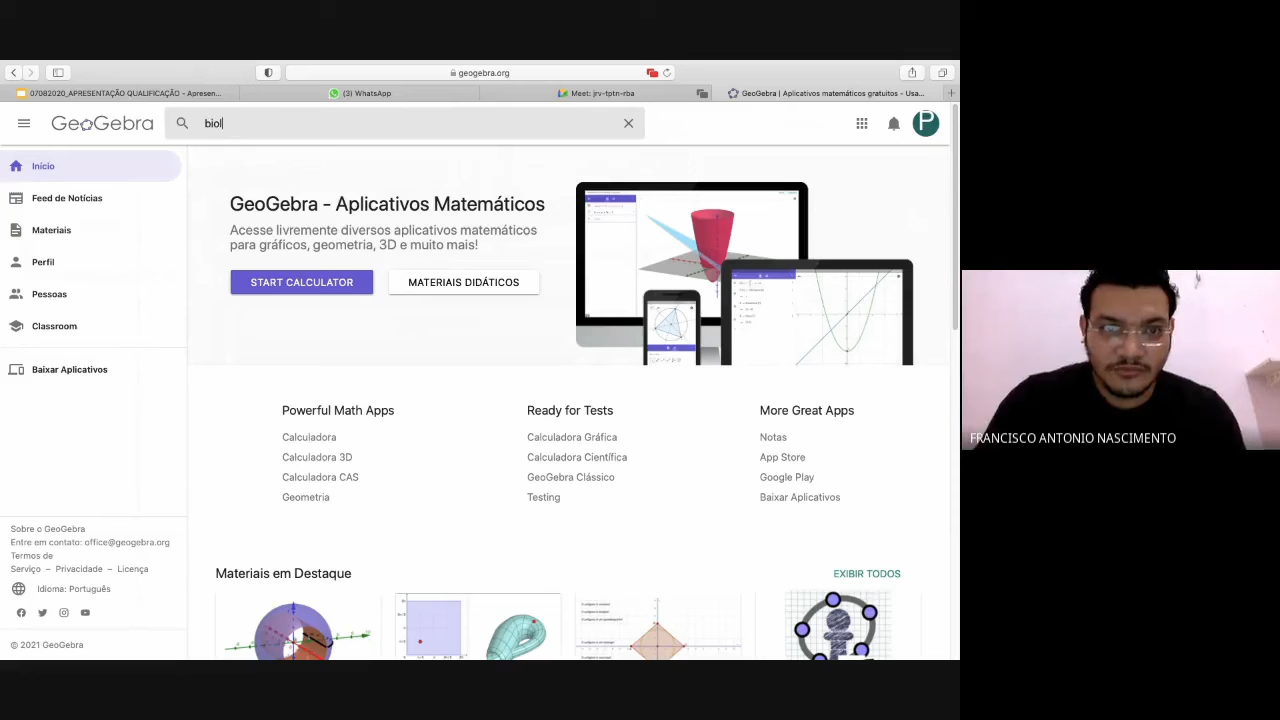 geogebra.org
07082020_APRESENTAÇÃO QUALIFICAÇÃO - Apresen...
(3) WhatsApp
Meet: jrv-tptn-rba
GeoGebra | Aplicativos matemáticos gratuitos - Usa...
GeoGebra
biol
P
Início
Feed de Notícias
Materiais
Perfil
Pessoas
Classroom
Baixar Aplicativos
GeoGebra - Aplicativos Matemáticos
Acesse livremente diversos aplicativos matemáticos
para gráficos, geometria, 3D e muito mais!
START CALCULATOR
MATERIAIS DIDÁTICOS
Powerful Math Apps
Calculadora
Calculadora 3D
Calculadora CAS
Geometria
Ready for Tests
Calculadora Gráfica
Calculadora Científica
GeoGebra Clássico
Testing
More Great Apps
Notas
App Store
Google Play
Baixar Aplicativos
Materiais em Destaque
EXIBIR TODOS
Sobre o GeoGebra
Entre em contato: office@geogebra.org
Termos de
Serviço – Privacidade – Licença
Idioma: Português
© 2021 GeoGebra
FRANCISCO ANTONIO NASCIMENTO